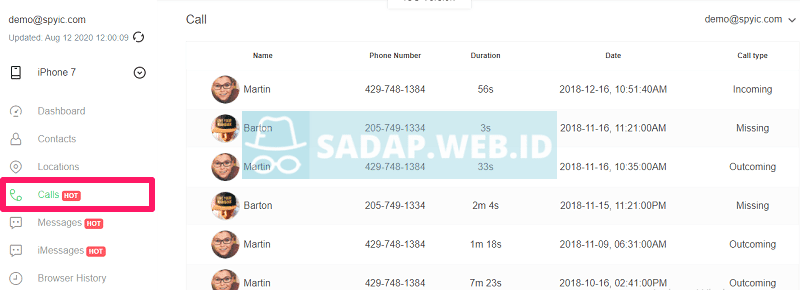 demo@spyic.com
Updated. Aug 12 2020 12.00.09
iPhone 7
Dashboard
Contacts
Locations
Calls HOT
Messages HOT
iMessages HOT
Browser History
Call
demo@spyic.com
Name Phone Number Duration Date Call type
Martin 429-748-1384 56s 2018-12-16, 10:51:40AM Incoming
Barton 205-749-1334 3s 2018-11-16, 11:21:00AM Missing
SADAP.WEB.ID
Martin 429-748-1384 33s 2018-11-16, 10:35:00AM Outcoming
Barton 205-749-1334 2m 4s 2018-11-15, 11:21:00PM Missing
Martin 429-748-1384 1m 18s 2018-11-09, 06:31:00AM Outcoming
Martin 429-748-1384 7m 23s 2018-10-16, 02:41:00PM Outcoming